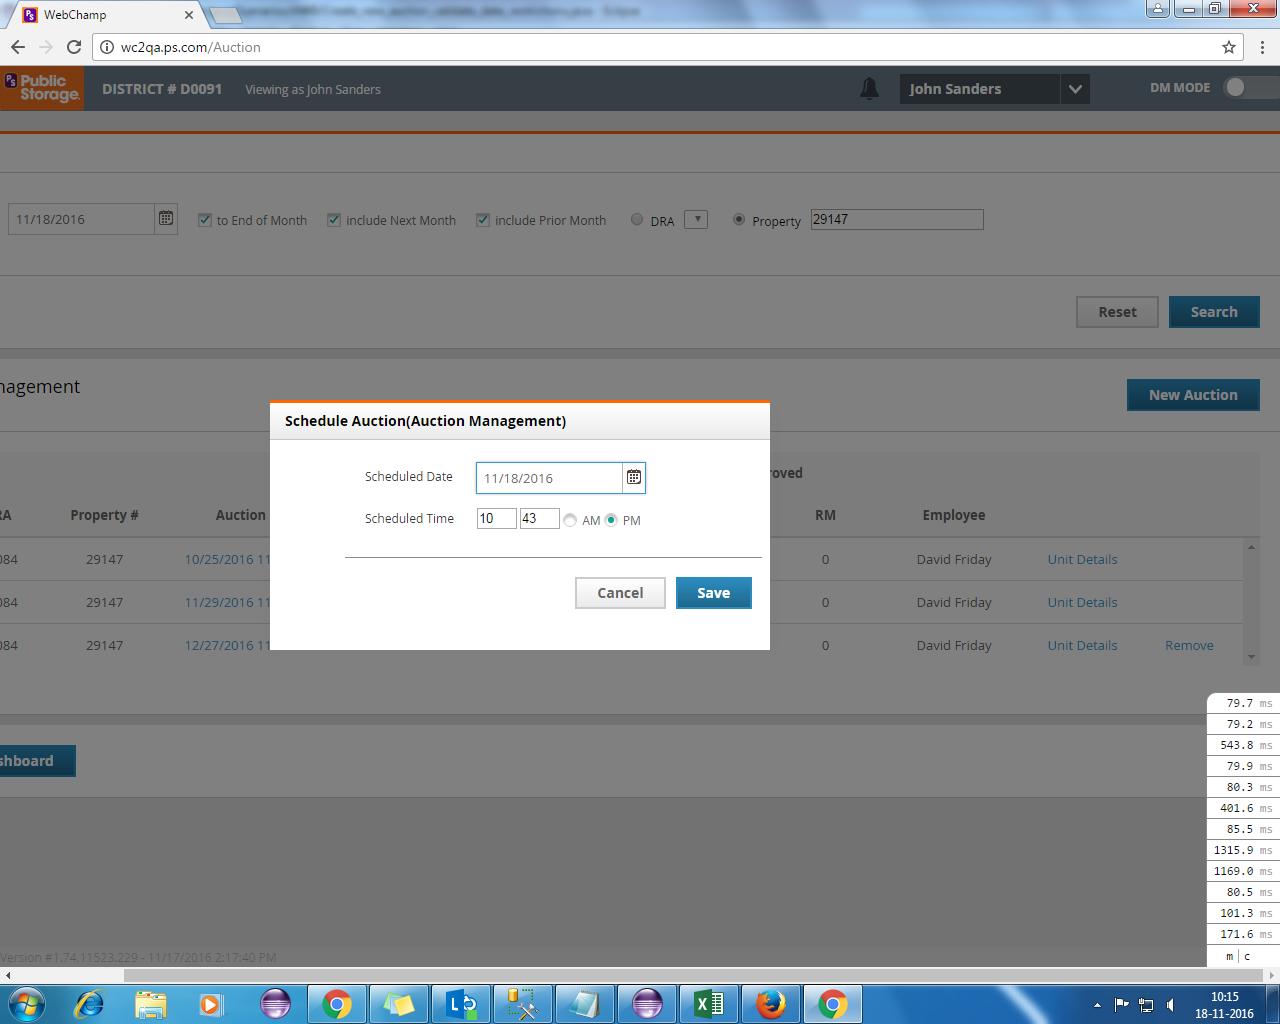 WebChamp
wc2qa.ps.com/Auction
PS Public Storage.
DISTRICT # D0091
Viewing as John Sanders
John Sanders
DM MODE
11/18/2016
to End of Month
include Next Month
include Prior Month
DRA
Property
29147
Reset
Search
nagement
New Auction
Schedule Auction(Auction Management)
Scheduled Date
11/18/2016
Scheduled Time
10
43
AM
PM
Cancel
Save
roved
RA
Property #
Auction
RM
Employee
084
29147
10/25/2016 11
0
David Friday
Unit Details
084
29147
11/29/2016 11
0
David Friday
Unit Details
084
29147
12/27/2016 11
0
David Friday
Unit Details
Remove
shboard
79.7 ms
79.2 ms
543.8 ms
79.9 ms
80.3 ms
401.6 ms
85.5 ms
1315.9 ms
1169.0 ms
80.5 ms
101.3 ms
171.6 ms
m | c
Version #1.74.11523.229 - 11/17/2016 2:17:40 PM
10:15
18-11-2016